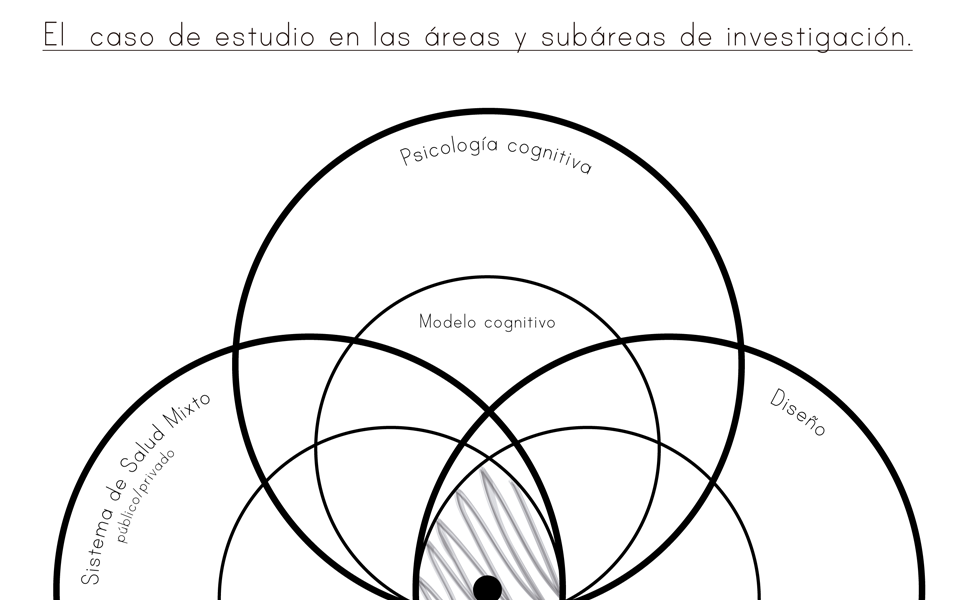 El caso de estudio en las áreas y subáreas de investigación.
Psicología cognitiva
Modelo cognitivo
Sistema de Salud Mixto
público/privado
Diseño